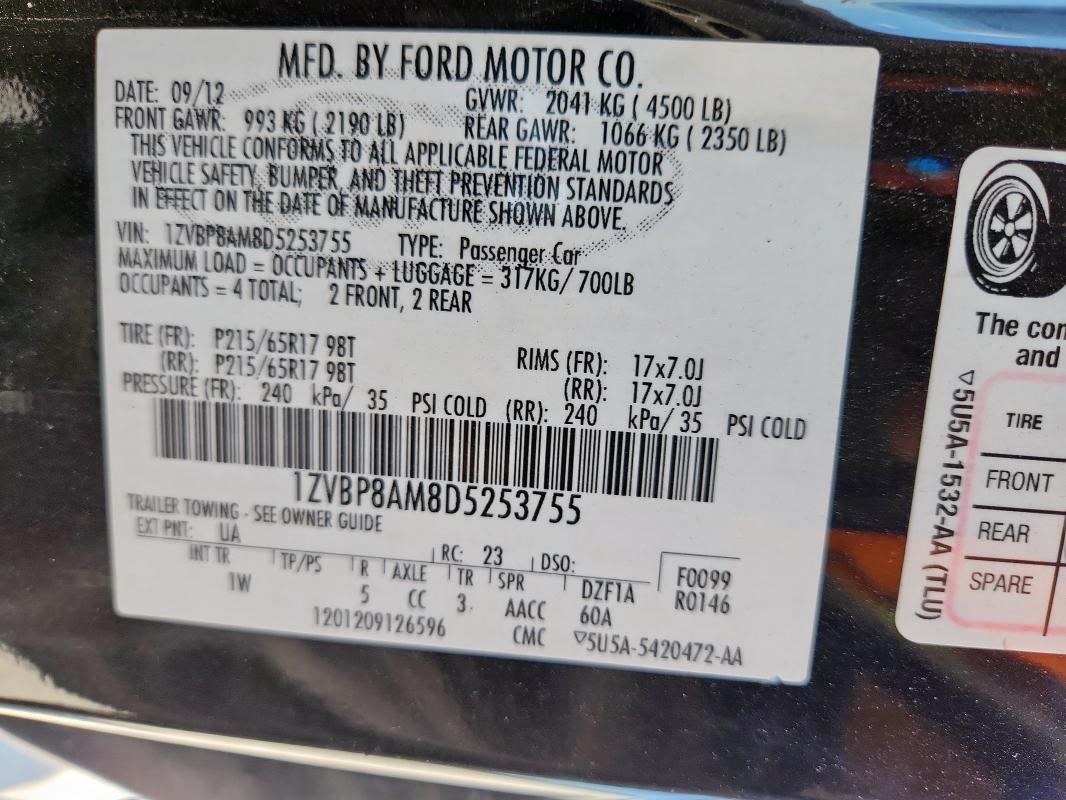 MFD. BY FORD MOTOR CO.
DATE: 09/12 GVWR: 2041 KG ( 4500 LB)
FRONT GAWR: 993 KG ( 2190 LB) REAR GAWR: 1066 KG ( 2350 LB)
THIS VEHICLE CONFORMS TO ALL APPLICABLE FEDERAL MOTOR
VEHICLE SAFETY, BUMPER, AND THEFT PREVENTION STANDARDS
IN EFFECT ON THE DATE OF MANUFACTURE SHOWN ABOVE.
VIN: 1ZVBP8AM8D5253755 TYPE: Passenger Car
MAXIMUM LOAD = OCCUPANTS + LUGGAGE = 317KG/ 700LB
OCCUPANTS = 4 TOTAL; 2 FRONT, 2 REAR
TIRE (FR): P215/65R17 98T RIMS (FR): 17x7.0J
(RR): P215/65R17 98T (RR): 17x7.0J
PRESSURE (FR): 240 kPa/ 35 PSI COLD (RR): 240 kPa/ 35 PSI COLD
1ZVBP8AM8D5253755
TRAILER TOWING - SEE OWNER GUIDE
EXT PNT: UA RC: 23 DSO:
INT TR TP/PS R AXLE TR SPR DZF1A F0099
1W 5 CC 3 AACC 60A R0146
1201209126596 CMC ▽5U5A-5420472-AA
The con
and
▽5U5A-1532-AA (TLU)
TIRE
FRONT
REAR
SPARE